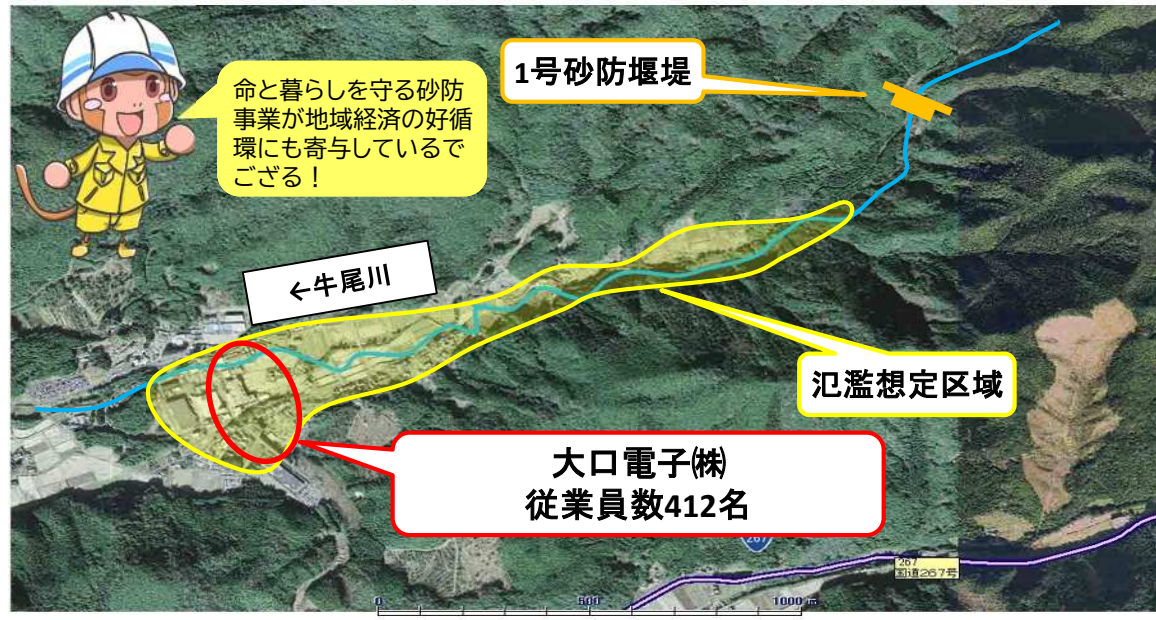 1号砂防堰堤
命と暮らしを守る砂防
事業が地域経済の好循
環にも寄与しているで
ござる！
←牛尾川
氾濫想定区域
大口電子㈱
従業員数412名
267
267
国道267号
0 500 1000 m